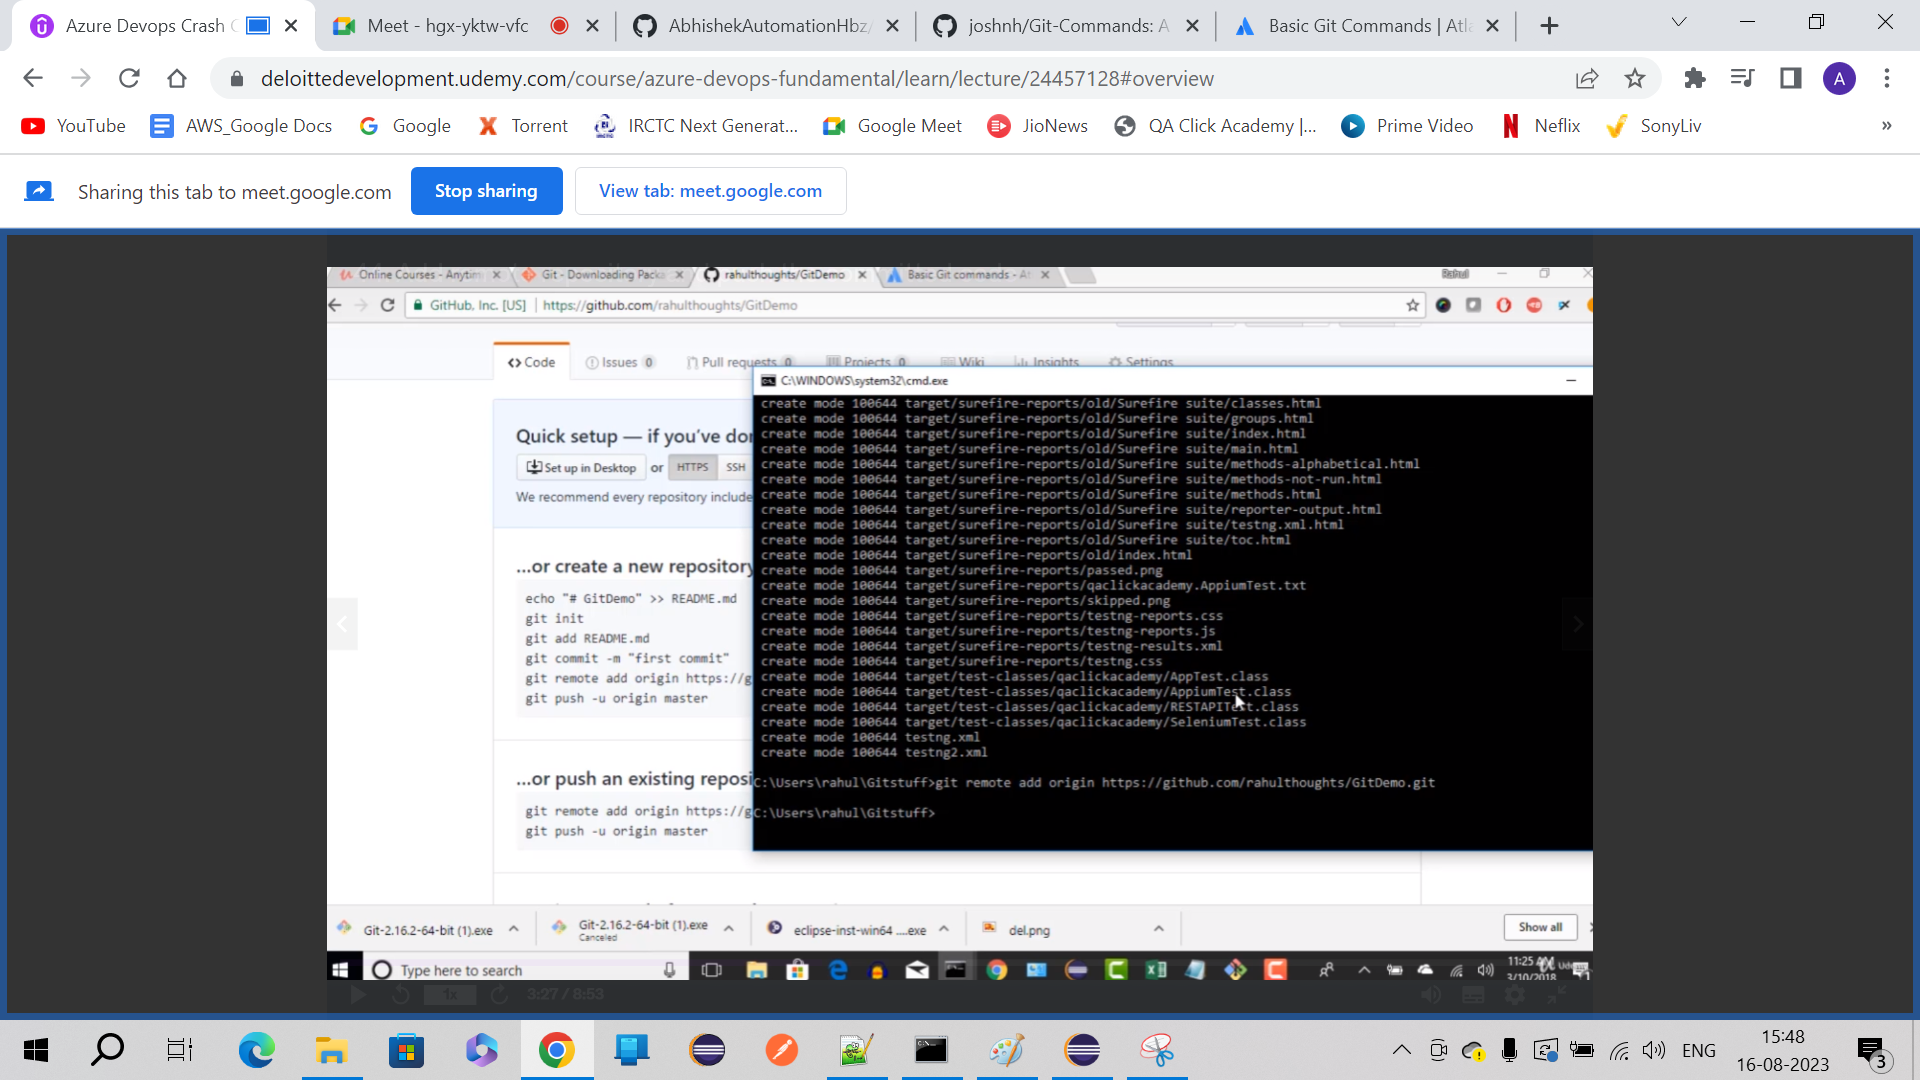 Azure Devops Crash C
Meet - hgx-yktw-vfc
AbhishekAutomationHbz/
joshnh/Git-Commands: A
Basic Git Commands | Atla
deloittedevelopment.udemy.com/course/azure-devops-fundamental/learn/lecture/24457128#overview
A
YouTube
AWS_Google Docs
Google
Torrent
IRCTC Next Generat...
Google Meet
JioNews
QA Click Academy |...
Prime Video
Neflix
SonyLiv
»
Sharing this tab to meet.google.com
Stop sharing
View tab: meet.google.com
Online Courses - Anytim
Git - Downloading Packa
rahulthoughts/GitDemo
Basic Git commands - At
Rahul
GitHub, Inc. [US] | https://github.com/rahulthoughts/GitDemo
<> Code
Issues 0
Pull requests 0
Projects 0
Wiki
Insights
Settings
Quick setup — if you've don
Set up in Desktop or HTTPS SSH
We recommend every repository include
...or create a new repository
echo "# GitDemo" >> README.md
git init
git add README.md
git commit -m "first commit"
git remote add origin https://g
git push -u origin master
...or push an existing reposi
git remote add origin https://g
git push -u origin master
C:\WINDOWS\system32\cmd.exe
create mode 100644 target/surefire-reports/old/Surefire suite/classes.html
create mode 100644 target/surefire-reports/old/Surefire suite/groups.html
create mode 100644 target/surefire-reports/old/Surefire suite/index.html
create mode 100644 target/surefire-reports/old/Surefire suite/main.html
create mode 100644 target/surefire-reports/old/Surefire suite/methods-alphabetical.html
create mode 100644 target/surefire-reports/old/Surefire suite/methods-not-run.html
create mode 100644 target/surefire-reports/old/Surefire suite/methods.html
create mode 100644 target/surefire-reports/old/Surefire suite/reporter-output.html
create mode 100644 target/surefire-reports/old/Surefire suite/testng.xml.html
create mode 100644 target/surefire-reports/old/Surefire suite/toc.html
create mode 100644 target/surefire-reports/old/index.html
create mode 100644 target/surefire-reports/passed.png
create mode 100644 target/surefire-reports/qaclickacademy.AppiumTest.txt
create mode 100644 target/surefire-reports/skipped.png
create mode 100644 target/surefire-reports/testng-reports.css
create mode 100644 target/surefire-reports/testng-reports.js
create mode 100644 target/surefire-reports/testng-results.xml
create mode 100644 target/surefire-reports/testng.css
create mode 100644 target/test-classes/qaclickacademy/AppTest.class
create mode 100644 target/test-classes/qaclickacademy/AppiumTest.class
create mode 100644 target/test-classes/qaclickacademy/RESTAPITest.class
create mode 100644 target/test-classes/qaclickacademy/SeleniumTest.class
create mode 100644 testng.xml
create mode 100644 testng2.xml
C:\Users\rahul\Gitstuff>git remote add origin https://github.com/rahulthoughts/GitDemo.git
C:\Users\rahul\Gitstuff>
Git-2.16.2-64-bit (1).exe
Git-2.16.2-64-bit (1).exe
Canceled
eclipse-inst-win64 ....exe
del.png
Show all
Type here to search
11:25 AM
3/10/2018
1x
3:27 / 8:53
ENG
15:48
16-08-2023
3